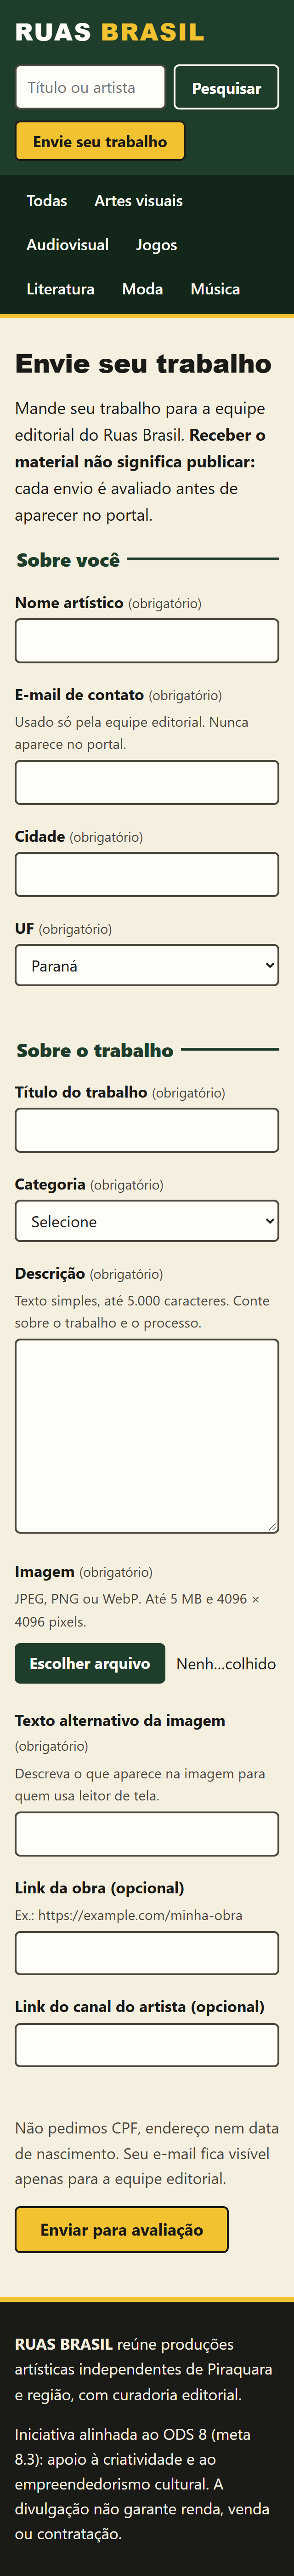 RUAS BRASIL
Título ou artista
Pesquisar
Envie seu trabalho
Todas Artes visuais
Audiovisual Jogos
Literatura Moda Música
Envie seu trabalho
Mande seu trabalho para a equipe
editorial do Ruas Brasil. Receber o
material não significa publicar:
cada envio é avaliado antes de
aparecer no portal.
Sobre você
Nome artístico (obrigatório)
E-mail de contato (obrigatório)
Usado só pela equipe editorial. Nunca
aparece no portal.
Cidade (obrigatório)
UF (obrigatório)
Paraná
Sobre o trabalho
Título do trabalho (obrigatório)
Categoria (obrigatório)
Selecione
Descrição (obrigatório)
Texto simples, até 5.000 caracteres. Conte
sobre o trabalho e o processo.
Imagem (obrigatório)
JPEG, PNG ou WebP. Até 5 MB e 4096 ×
4096 pixels.
Escolher arquivo Nenh...colhido
Texto alternativo da imagem
(obrigatório)
Descreva o que aparece na imagem para
quem usa leitor de tela.
Link da obra (opcional)
Ex.: https://example.com/minha-obra
Link do canal do artista (opcional)
Não pedimos CPF, endereço nem data
de nascimento. Seu e-mail fica visível
apenas para a equipe editorial.
Enviar para avaliação
RUAS BRASIL reúne produções
artísticas independentes de Piraquara
e região, com curadoria editorial.
Iniciativa alinhada ao ODS 8 (meta
8.3): apoio à criatividade e ao
empreendedorismo cultural. A
divulgação não garante renda, venda
ou contratação.